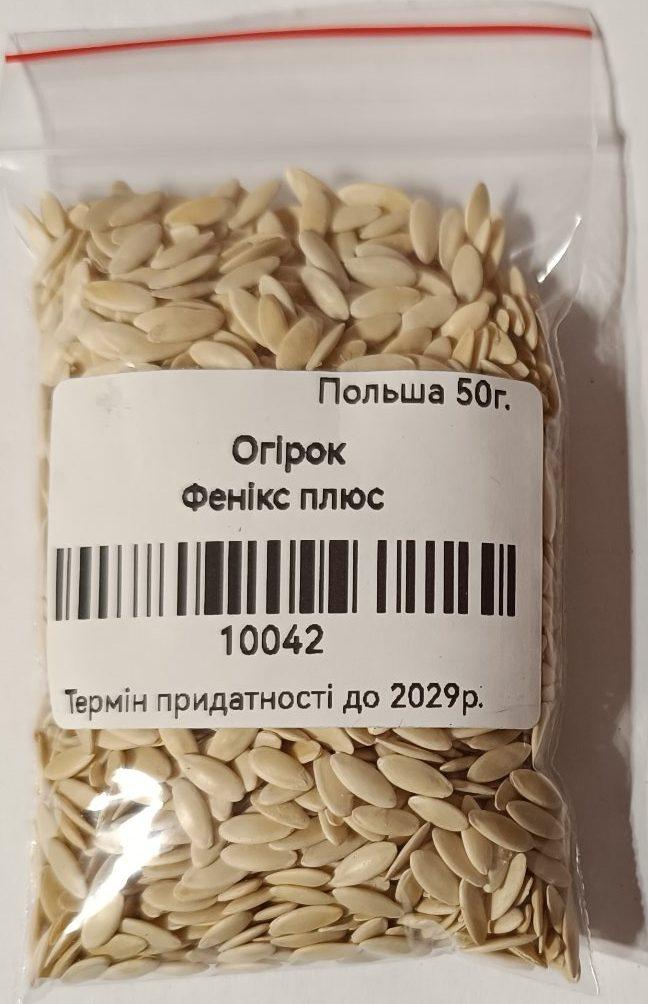 Польша 50г.
Огірок
Фенікс плюс
10042
Термін придатності до 2029р.